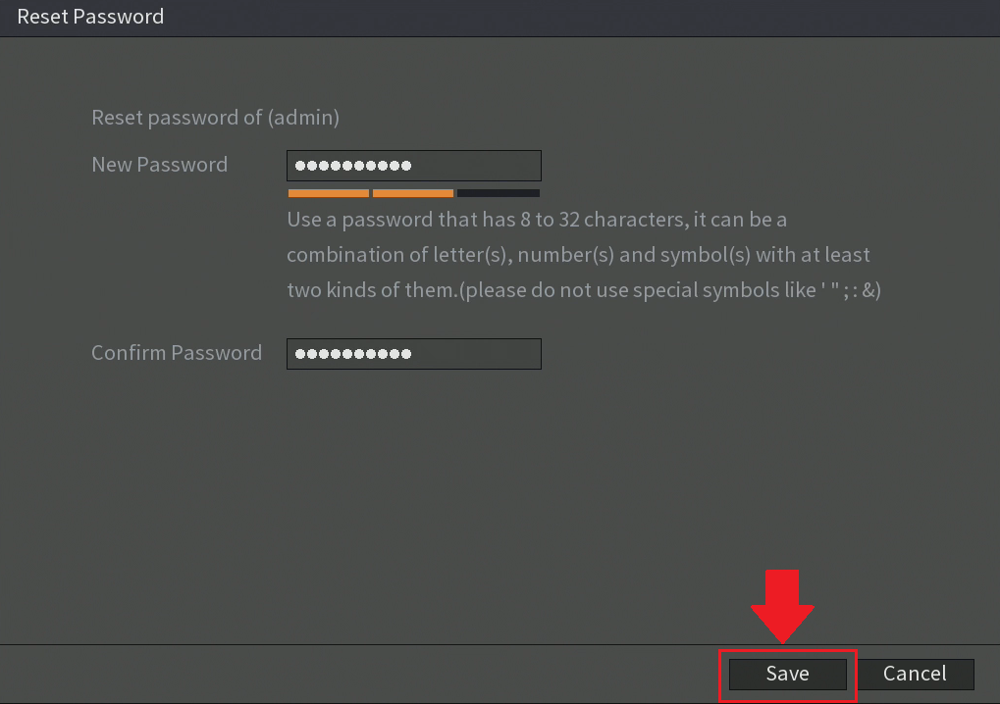 Reset Password
Reset password of (admin)
New Password ●●●●●●●●●●
Use a password that has 8 to 32 characters, it can be a
combination of letter(s), number(s) and symbol(s) with at least
two kinds of them.(please do not use special symbols like ' " ; : &)
Confirm Password ●●●●●●●●●●
Save Cancel